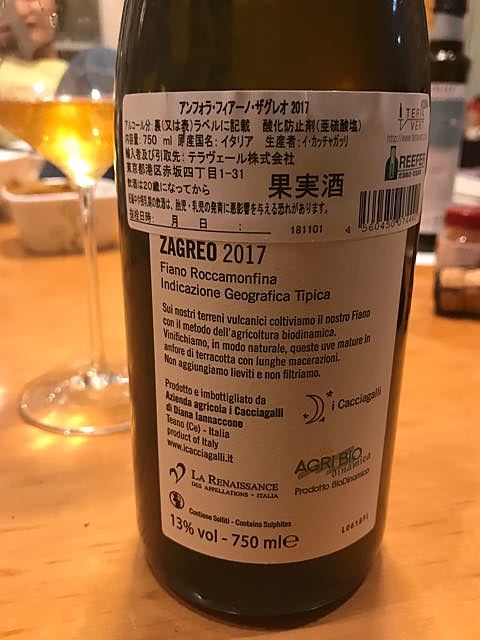 アンフォラ・フィアーノ・ザグレオ 2017
アルコール分:裏(又は表)ラベルに記載 酸化防止剤(亜硫酸塩)
内容量:750 ml 原産国名:イタリア 生産者:イ・カッチャガッリ
輸入者及び引取先:テラヴェール株式会社
東京都港区赤坂四丁目1-31
飲酒は20歳になってから
果実酒
妊娠中や授乳期の飲酒は、胎児・乳児の発育に悪影響を与える恐れがあります。
抜栓日時: 月 日 :
181101
TERRA
VERT
REEFER
ZAGREO 2017
Fiano Roccamonfina
Indicazione Geografica Tipica
Sui nostri terreni vulcanici coltiviamo il nostro Fiano
con il metodo dell'agricoltura biodinamica.
Vinifichiamo, in modo naturale, queste uve mature in
anfore di terracotta con lunghe macerazioni.
Non aggiungiamo lieviti e non filtriamo.
Prodotto e imbottigliato da
Azienda agricola i Cacciagalli
di Diana Iannaccone
Teano (Ce) - Italia
product of Italy
www.icacciagalli.it
i Cacciagalli
LA RENAISSANCE
DES APPELLATIONS - ITALIA
AGRI BIO
dinamica
Prodotto BioDinamico
Contiene Solfiti - Contains Sulphites
13% vol - 750 ml e